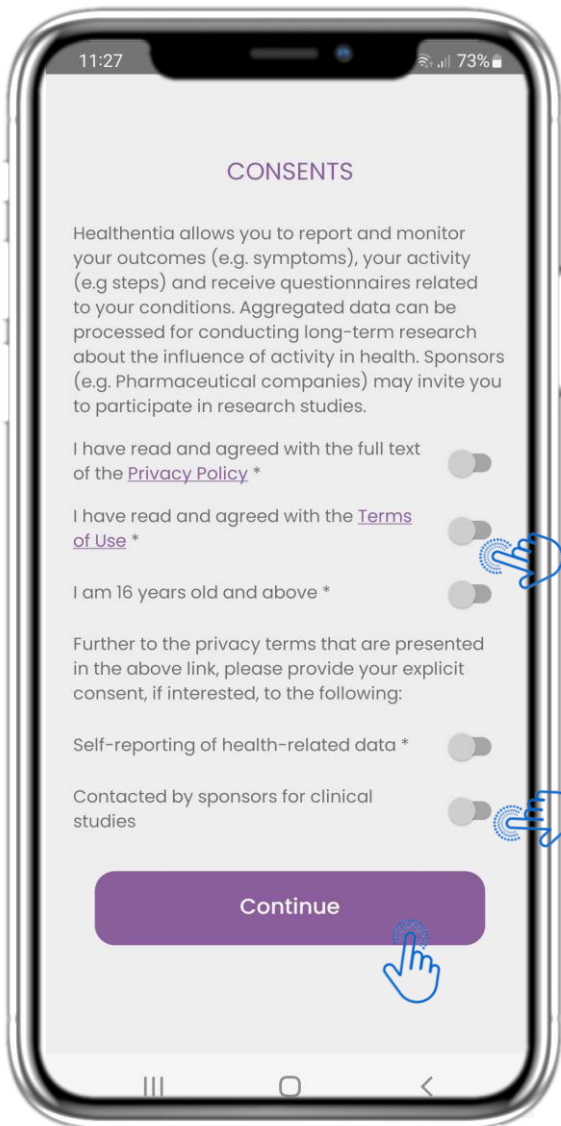 11:27
73%
CONSENTS
Healthentia allows you to report and monitor
your outcomes (e.g. symptoms), your activity
(e.g steps) and receive questionnaires related
to your conditions. Aggregated data can be
processed for conducting long-term research
about the influence of activity in health. Sponsors
(e.g. Pharmaceutical companies) may invite you
to participate in research studies.
I have read and agreed with the full text
of the Privacy Policy *
I have read and agreed with the Terms
of Use *
I am 16 years old and above *
Further to the privacy terms that are presented
in the above link, please provide your explicit
consent, if interested, to the following:
Self-reporting of health-related data *
Contacted by sponsors for clinical
studies
Continue